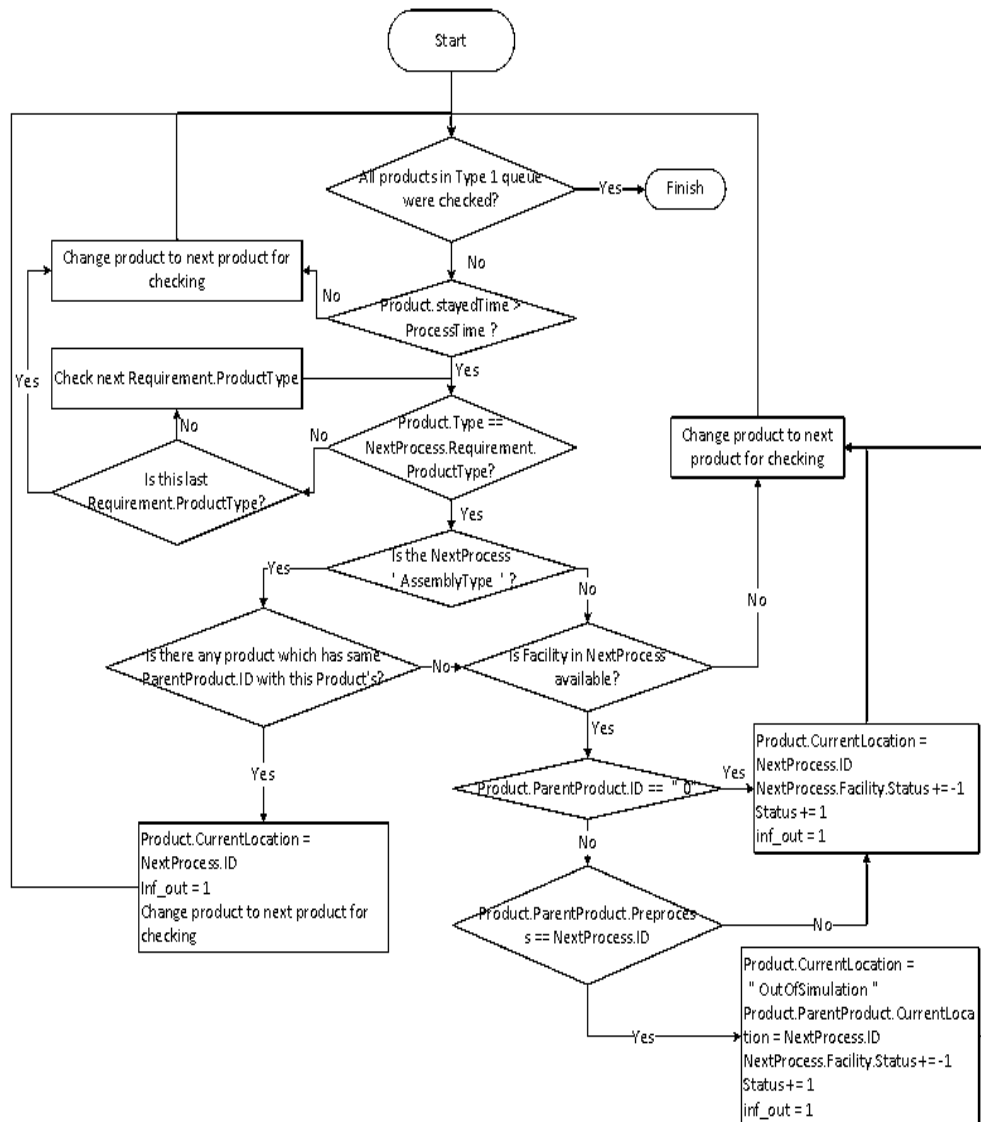 Start
All products in Type 1 queue
were checked?
Yes
Finish
No
Change product to next product for
checking
No
Product.stayedTime >
ProcessTime ?
Yes
Yes
Check next Requirement.ProductType
No
Product.Type ==
NextProcess.Requirement.
ProductType?
No
Is this last
Requirement.ProductType?
Change product to next
product for checking
Yes
Is the NextProcess
' AssemblyType ' ?
Yes
No
No
Is there any product which has same
ParentProduct.ID with this Product's?
No
Is Facility in NextProcess
available?
Yes
Yes
Product.ParentProduct.ID == " 0"
Yes
Product.CurrentLocation =
NextProcess.ID
NextProcess.Facility.Status += -1
Status += 1
inf_out = 1
Product.CurrentLocation =
NextProcess.ID
Inf_out = 1
Change product to next product for
checking
No
Product.ParentProduct.Preproces
s == NextProcess.ID
No
Yes
Product.CurrentLocation =
" OutOfSimulation "
Product.ParentProduct.CurrentLoca
tion = NextProcess.ID
NextProcess.Facility.Status += -1
Status += 1
inf_out = 1